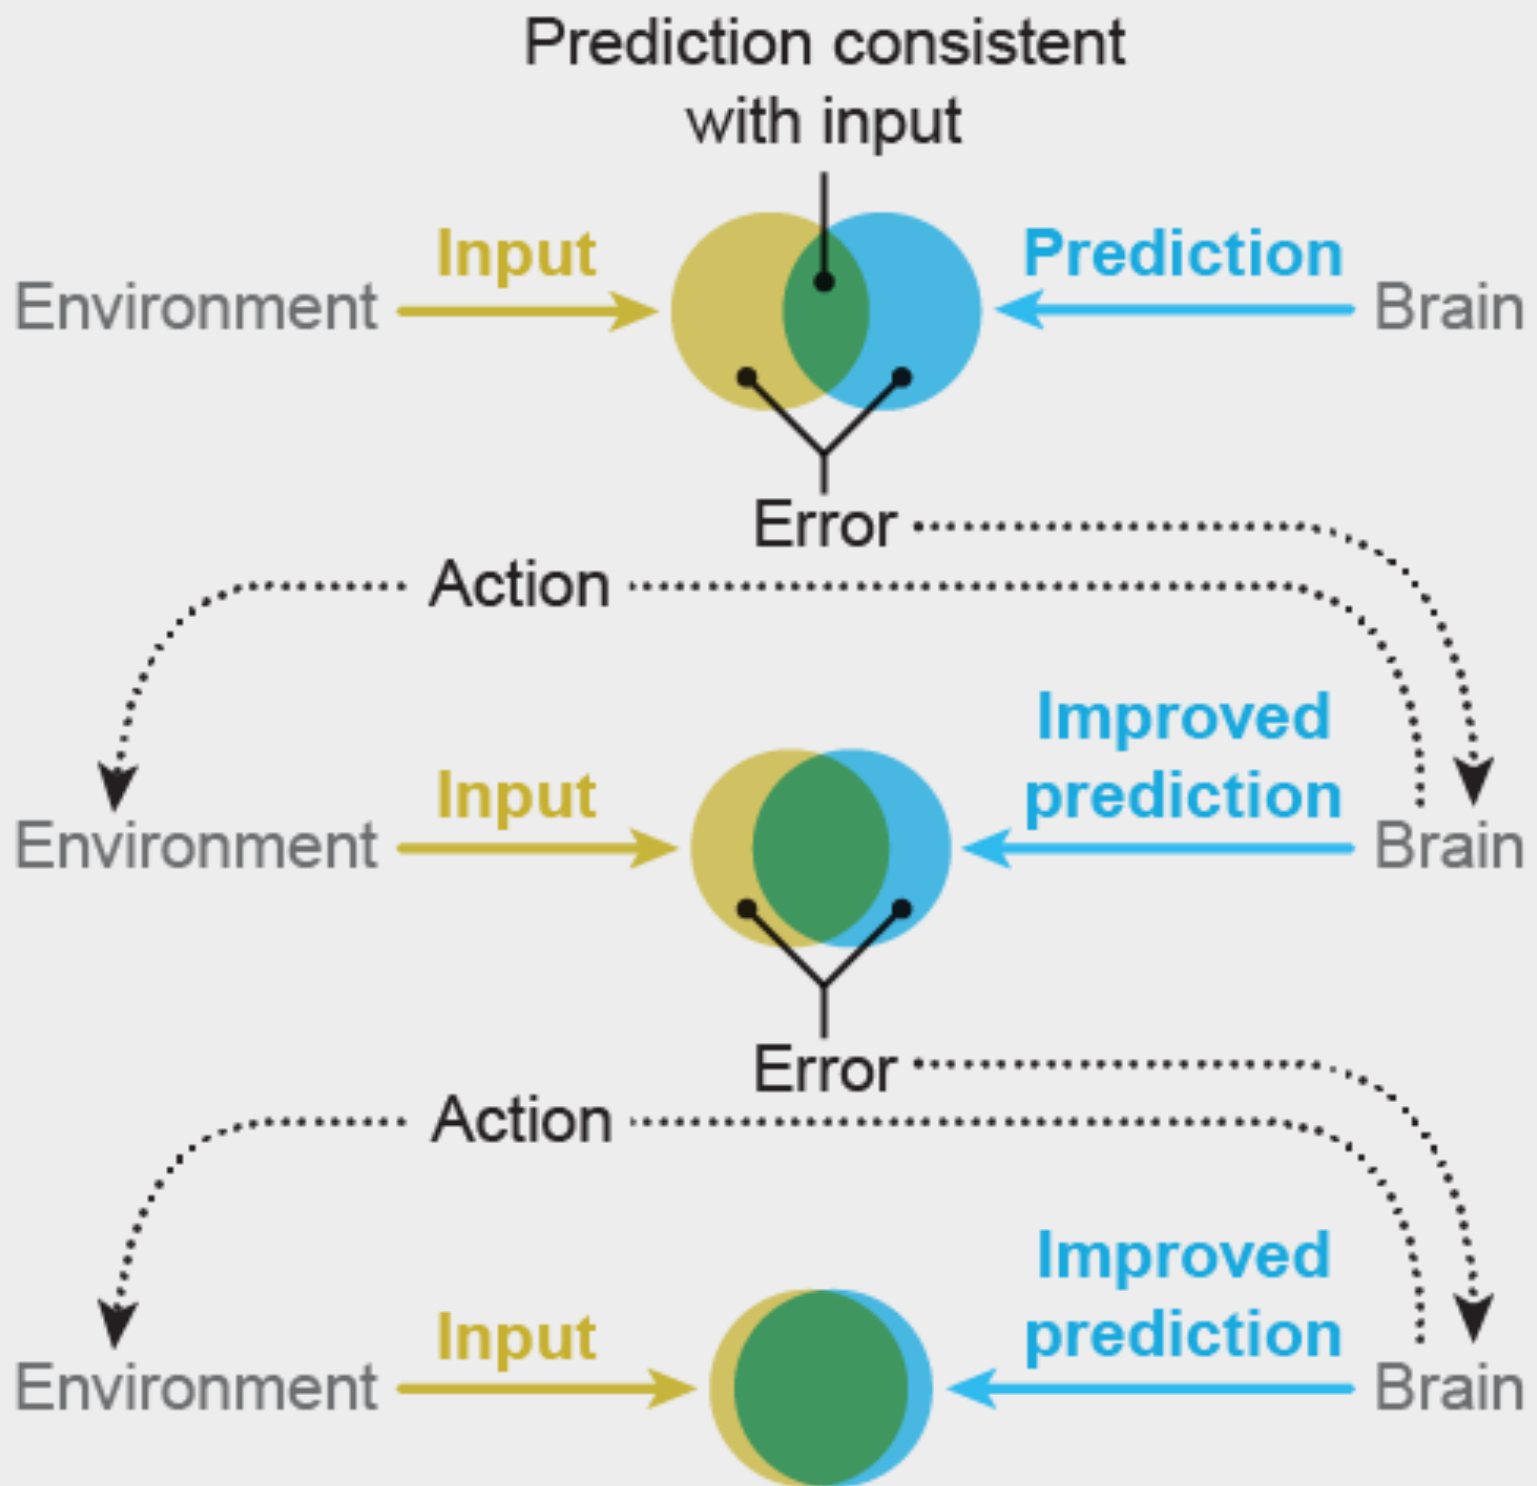 Prediction consistent
with input
Input
Prediction
Environment
Brain
Error
Action
Improved
prediction
Input
Environment
Brain
Error
Action
Improved
prediction
Input
Environment
Brain